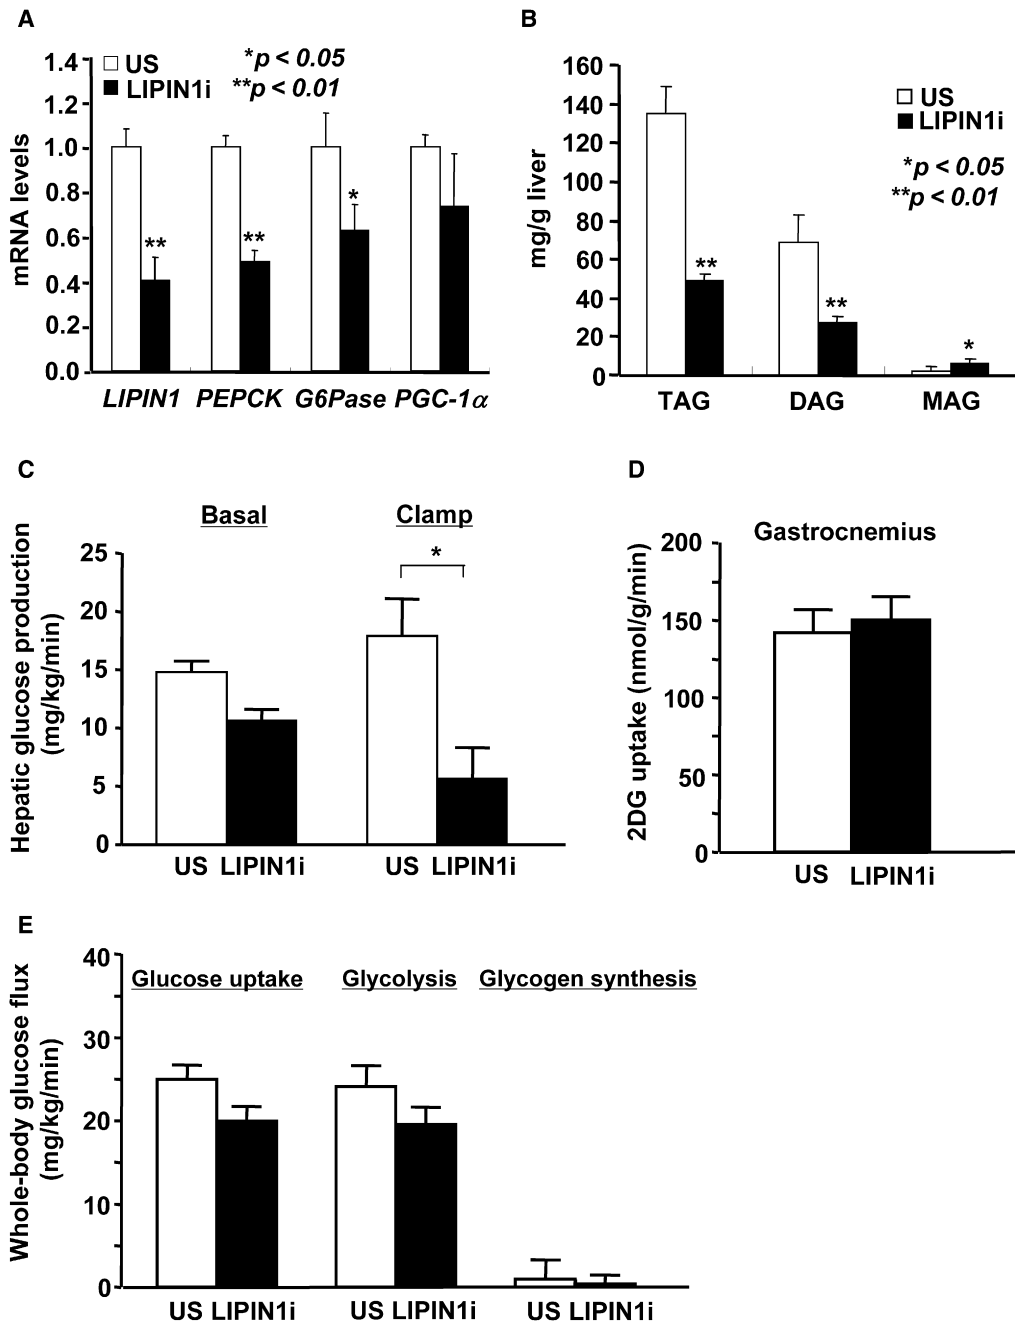 A
US
LIPIN1i
*p < 0.05
**p < 0.01
mRNA levels
1.4
1.2
1.0
0.8
0.6
0.4
0.2
0.0
**
**
*
LIPIN1 PEPCK G6Pase PGC-1α
B
US
LIPIN1i
*p < 0.05
**p < 0.01
mg/g liver
160
140
120
100
80
60
40
20
0
**
**
*
TAG DAG MAG
C
Basal Clamp
*
Hepatic glucose production
(mg/kg/min)
25
20
15
10
5
0
US LIPIN1i US LIPIN1i
D
Gastrocnemius
2DG uptake (nmol/g/min)
200
150
100
50
0
US LIPIN1i
E
Glucose uptake Glycolysis Glycogen synthesis
Whole-body glucose flux
(mg/kg/min)
40
30
20
10
0
US LIPIN1i US LIPIN1i US LIPIN1i